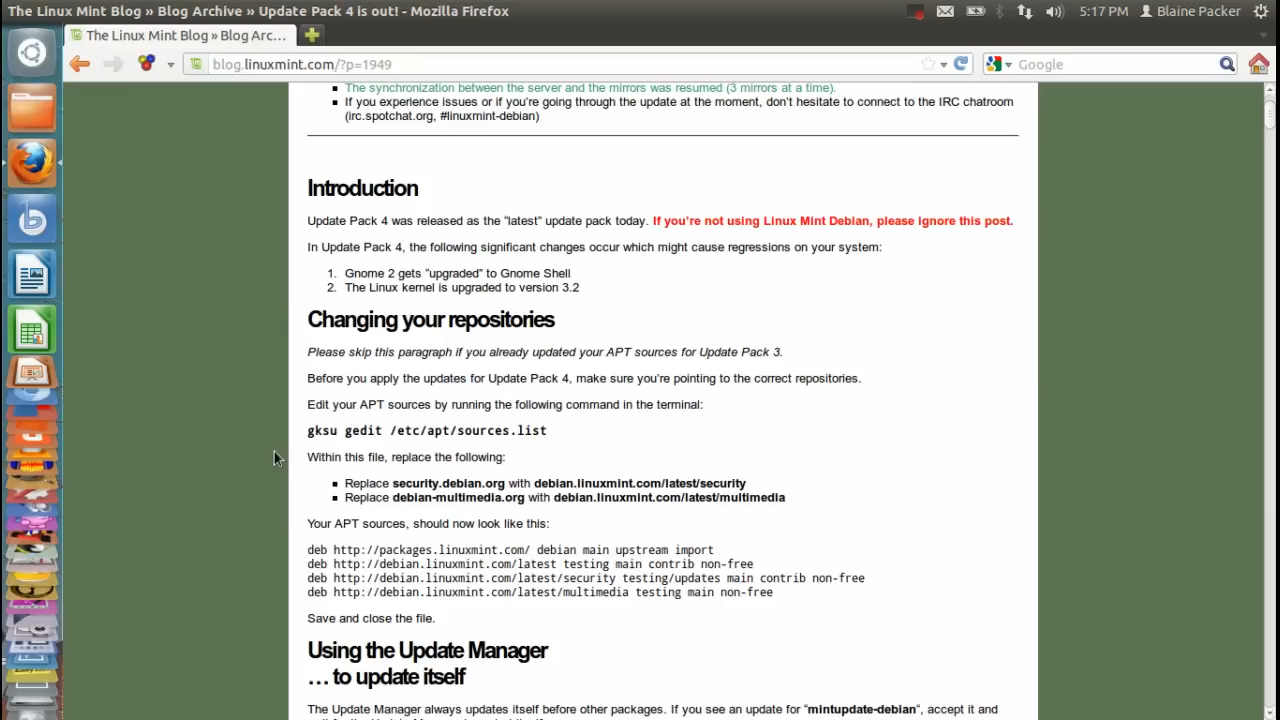 The Linux Mint Blog » Blog Archive » Update Pack 4 is out! - Mozilla Firefox
5:17 PM
Blaine Packer
The Linux Mint Blog » Blog Arc...
blog.linuxmint.com/?p=1949
Google
The synchronization between the server and the mirrors was resumed (3 mirrors at a time).
If you experience issues or if you're going through the update at the moment, don't hesitate to connect to the IRC chatroom
(irc.spotchat.org, #linuxmint-debian)
Introduction
Update Pack 4 was released as the "latest" update pack today. If you're not using Linux Mint Debian, please ignore this post.
In Update Pack 4, the following significant changes occur which might cause regressions on your system:
1. Gnome 2 gets "upgraded" to Gnome Shell
2. The Linux kernel is upgraded to version 3.2
Changing your repositories
Please skip this paragraph if you already updated your APT sources for Update Pack 3.
Before you apply the updates for Update Pack 4, make sure you're pointing to the correct repositories.
Edit your APT sources by running the following command in the terminal:
gksu gedit /etc/apt/sources.list
Within this file, replace the following:
Replace security.debian.org with debian.linuxmint.com/latest/security
Replace debian-multimedia.org with debian.linuxmint.com/latest/multimedia
Your APT sources, should now look like this:
deb http://packages.linuxmint.com/ debian main upstream import
deb http://debian.linuxmint.com/latest testing main contrib non-free
deb http://debian.linuxmint.com/latest/security testing/updates main contrib non-free
deb http://debian.linuxmint.com/latest/multimedia testing main non-free
Save and close the file.
Using the Update Manager
… to update itself
The Update Manager always updates itself before other packages. If you see an update for "mintupdate-debian", accept it and